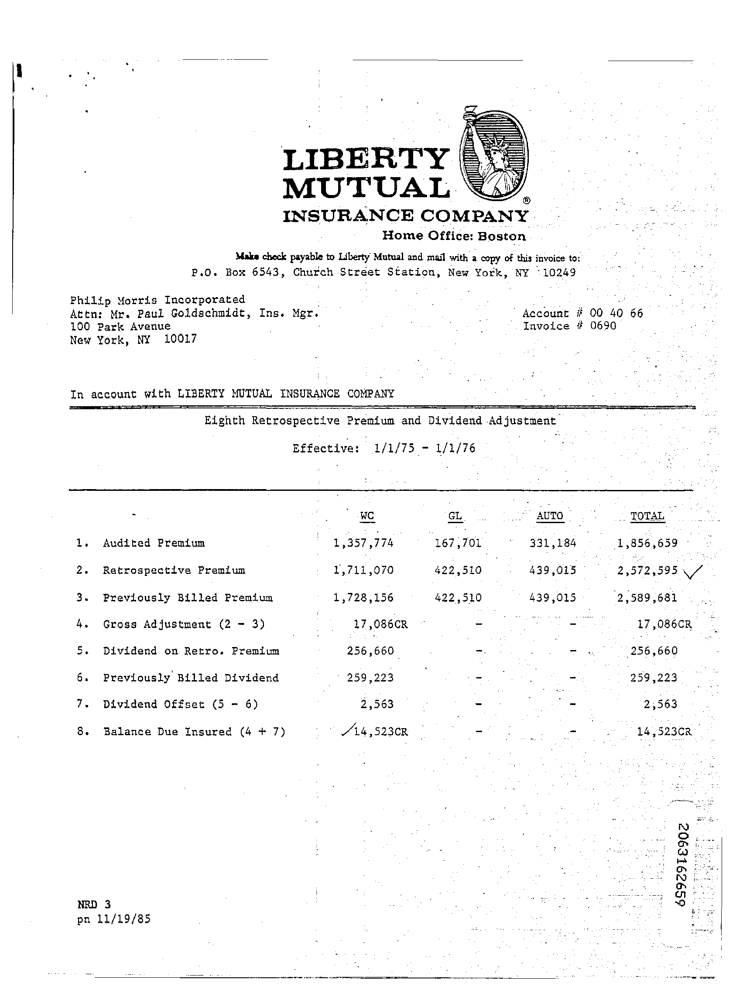 LIBERTY
MUTUAL
®
INSURANCE COMPANY
Home Office: Boston
Make check payable to Liberty Mutual and mail with a copy of this invoice to:
P.O. Box 6543, Church Street Station, New York, NY 10249
Philip Morris Incorporated
Attn: Mr. Paul Goldschmidt, Ins. Mgr. Account # 00 40 66
100 Park Avenue Invoice # 0690
New York, NY 10017
In account with LIBERTY MUTUAL INSURANCE COMPANY
Eighth Retrospective Premium and Dividend Adjustment
Effective: 1/1/75 - 1/1/76
WC GL AUTO TOTAL
1. Audited Premium 1,357,774 167,701 331,184 1,856,659
2. Retrospective Premium 1,711,070 422,510 439,015 2,572,595 ✓
3. Previously Billed Premium 1,728,156 422,510 439,015 2,589,681
4. Gross Adjustment (2 - 3) 17,086CR - - 17,086CR
5. Dividend on Retro. Premium 256,660 - - 256,660
6. Previously Billed Dividend 259,223 - - 259,223
7. Dividend Offset (5 - 6) 2,563 - - 2,563
8. Balance Due Insured (4 + 7) ✓14,523CR - - 14,523CR
2063162659
NRD 3
pn 11/19/85